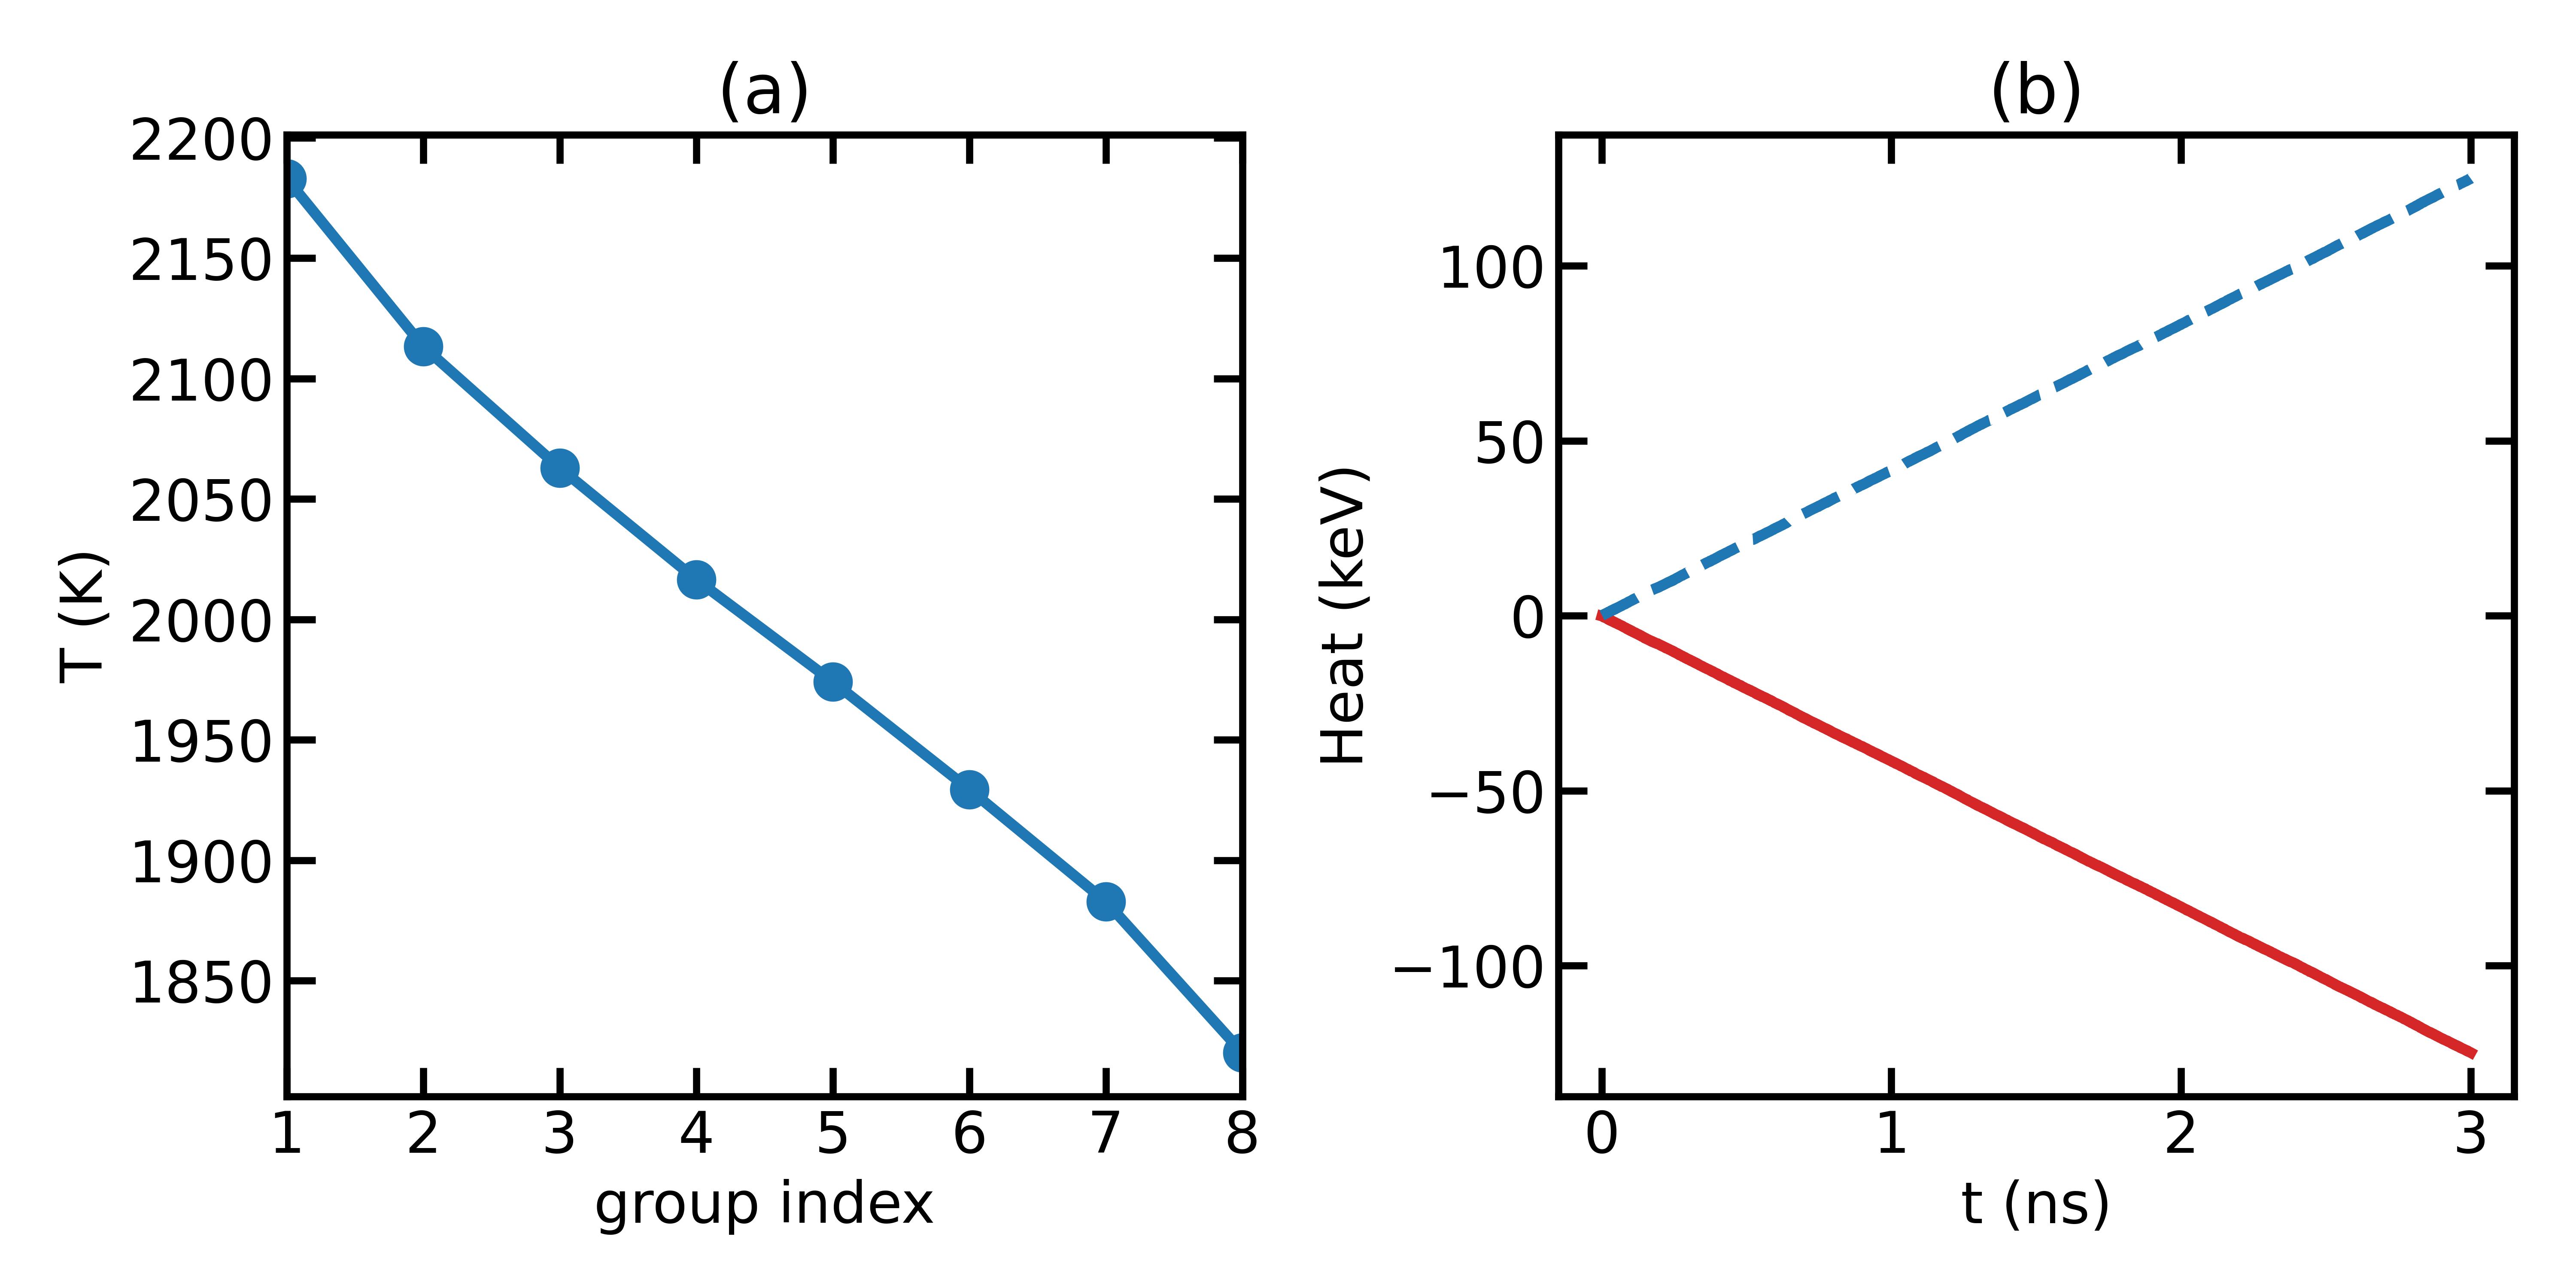 (a)
2200
2150
2100
2050
2000
1950
1900
1850
T (K)
1 2 3 4 5 6 7 8
group index
(b)
100
50
0
−50
−100
Heat (keV)
0 1 2 3
t (ns)